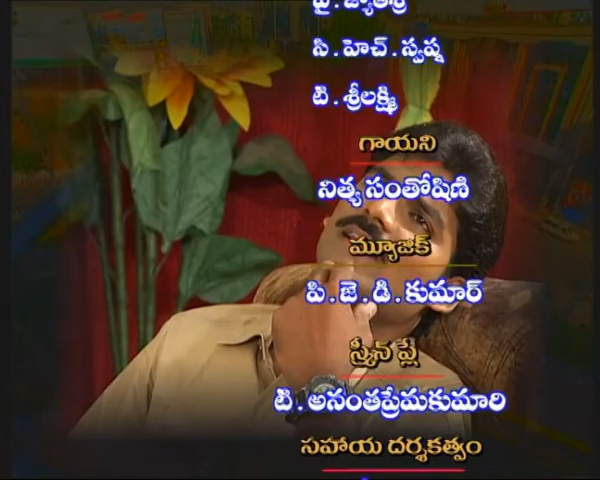 వై. జ్యోతిశ్రీ
సి. హెచ్. స్వప్న
టి. శ్రీలక్ష్మి
గాయని
నిత్య సంతోషిణి
మ్యూజిక్
పి. జె. డి. కుమార్
స్క్రీన్ ప్లే
టి. అనంతప్రేమకుమారి
సహాయ దర్శకత్వం